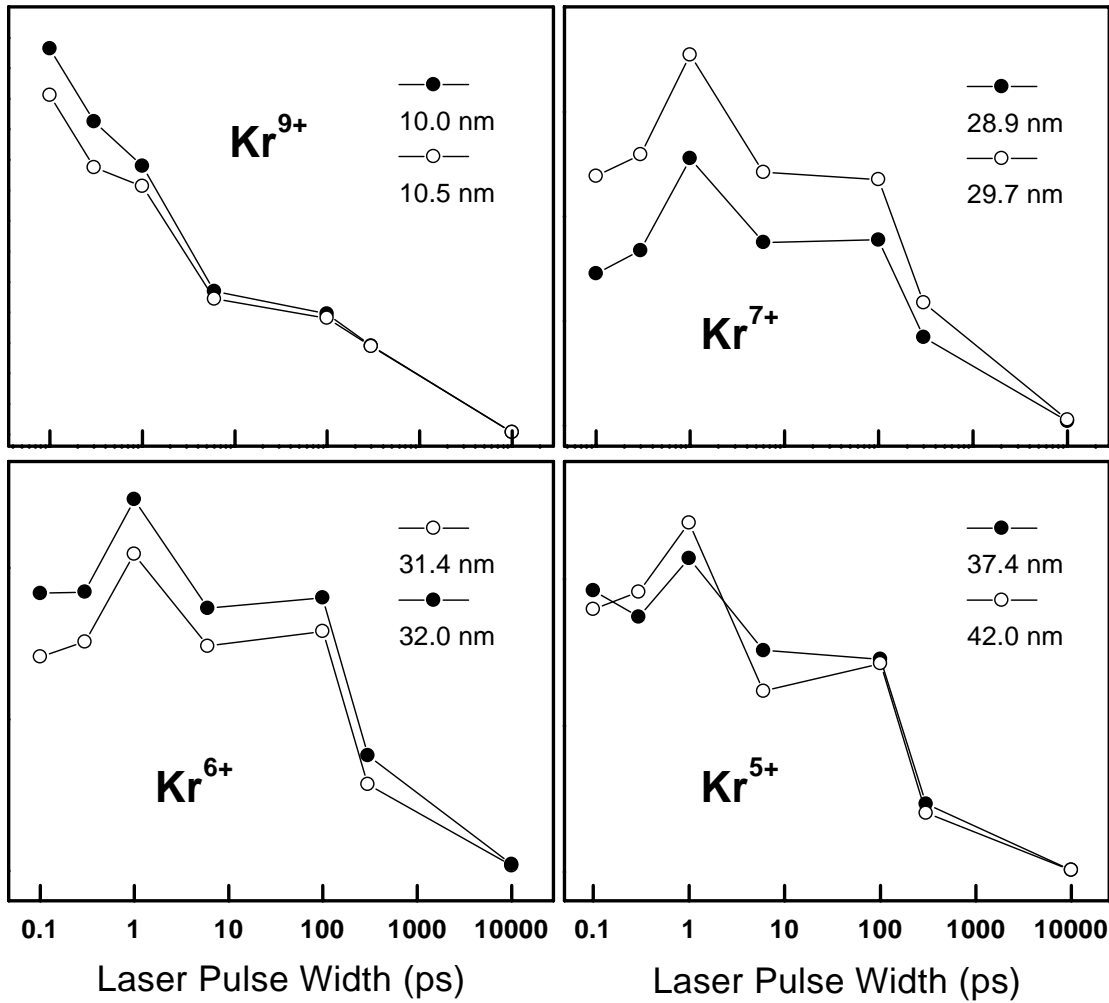 10.0 nm
Kr9+
10.5 nm
28.9 nm
29.7 nm
Kr7+
31.4 nm
32.0 nm
Kr6+
37.4 nm
42.0 nm
Kr5+
0.1 1 10 100 1000 10000
0.1 1 10 100 1000 10000
Laser Pulse Width (ps)
Laser Pulse Width (ps)